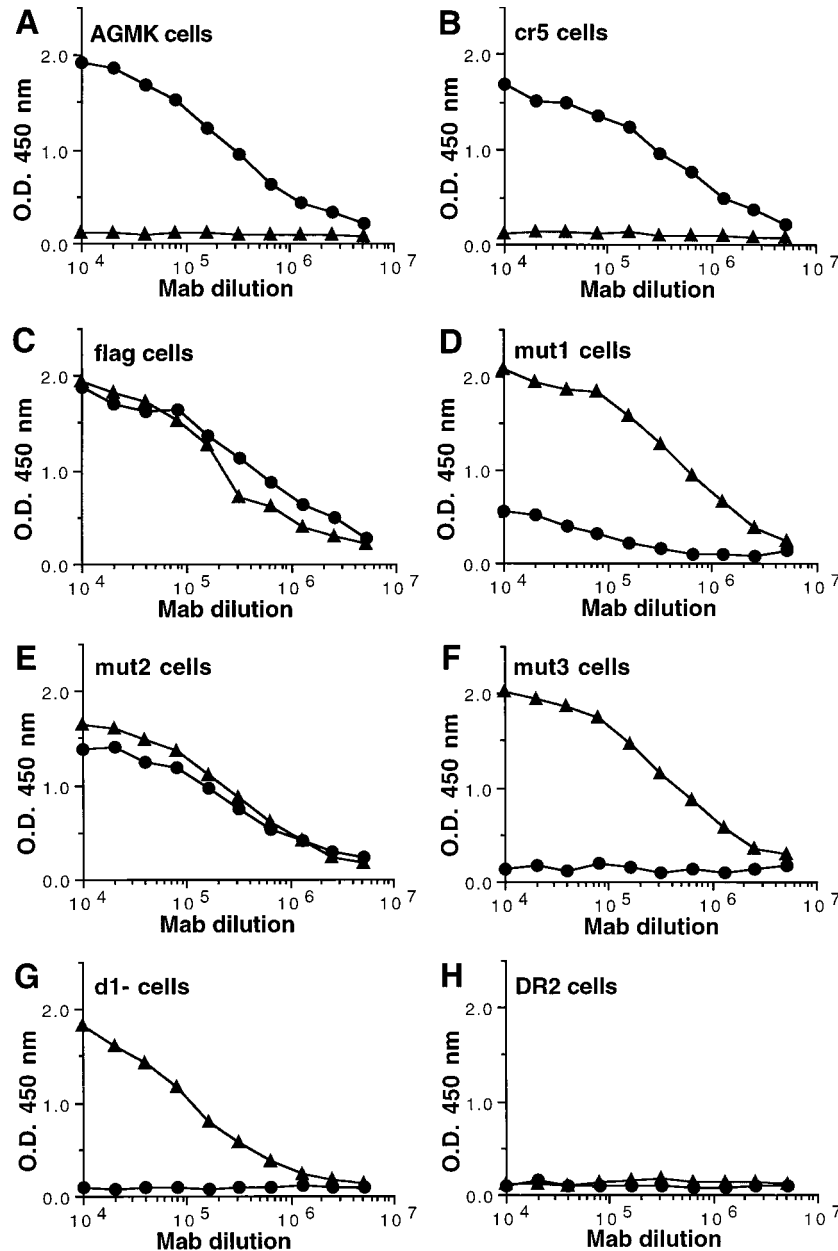 A
AGMK cells
O.D. 450 nm
2.0
1.0
0.0
10^4 10^5 10^6 10^7
Mab dilution
B
cr5 cells
O.D. 450 nm
2.0
1.0
0.0
10^4 10^5 10^6 10^7
Mab dilution
C
flag cells
O.D. 450 nm
2.0
1.0
0.0
10^4 10^5 10^6 10^7
Mab dilution
D
mut1 cells
O.D. 450 nm
2.0
1.0
0.0
10^4 10^5 10^6 10^7
Mab dilution
E
mut2 cells
O.D. 450 nm
2.0
1.0
0.0
10^4 10^5 10^6 10^7
Mab dilution
F
mut3 cells
O.D. 450 nm
2.0
1.0
0.0
10^4 10^5 10^6 10^7
Mab dilution
G
d1- cells
O.D. 450 nm
2.0
1.0
0.0
10^4 10^5 10^6 10^7
Mab dilution
H
DR2 cells
O.D. 450 nm
2.0
1.0
0.0
10^4 10^5 10^6 10^7
Mab dilution